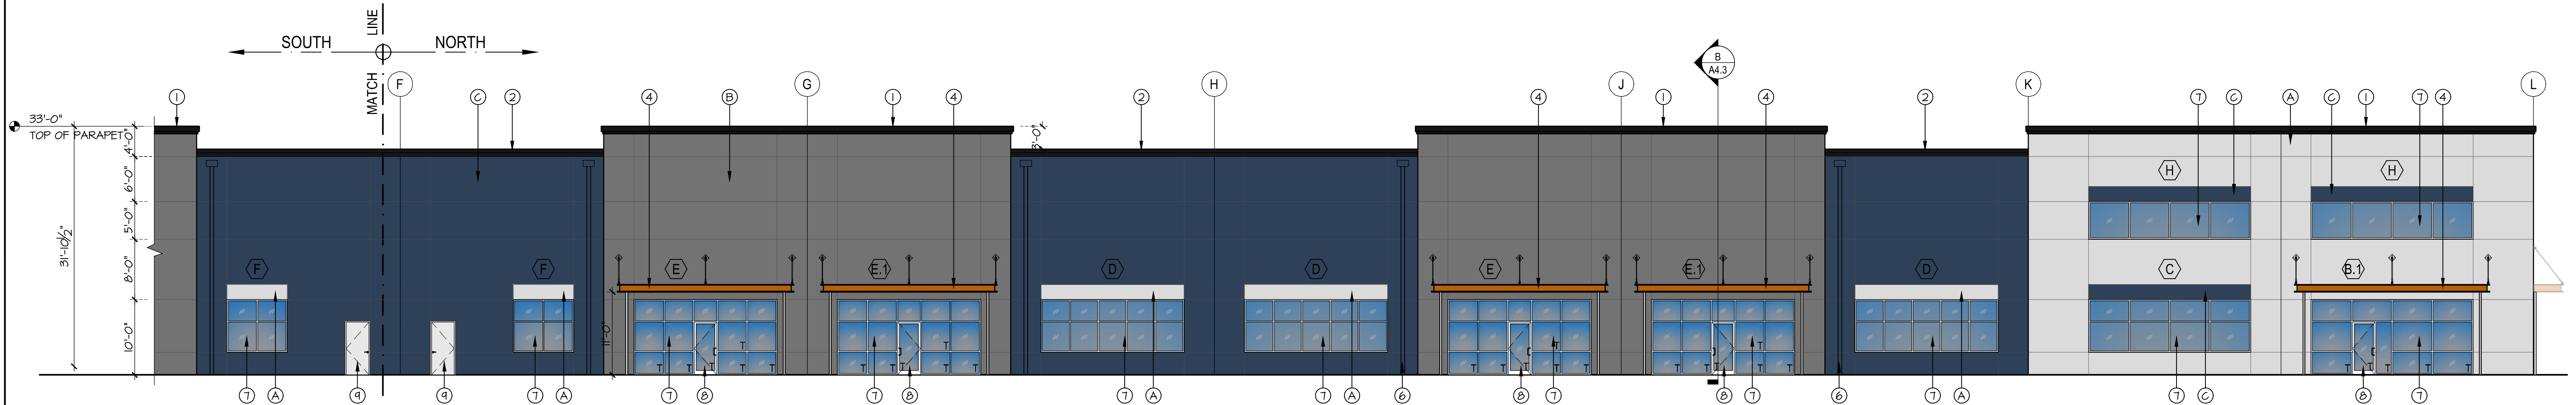 LINE
SOUTH NORTH
B
A4.3
MATCH
F G H J K L
1 C 2 4 B 1 4 2 4 1 4 2 7 C A C 1 7 4
33'-0"
TOP OF PARAPET
4'-0" 3'-0"
6'-0" H H
5'-0"
31'-10½"
8'-0" F F E E.1 D D E E.1 D C B.1
10'-0" 11'-0"
T T T T T T T T T T T T T T T T T T T T
7 A 9 9 7 A 7 8 7 8 7 A 7 A 6 8 7 8 7 6 7 A 7 C 8 7